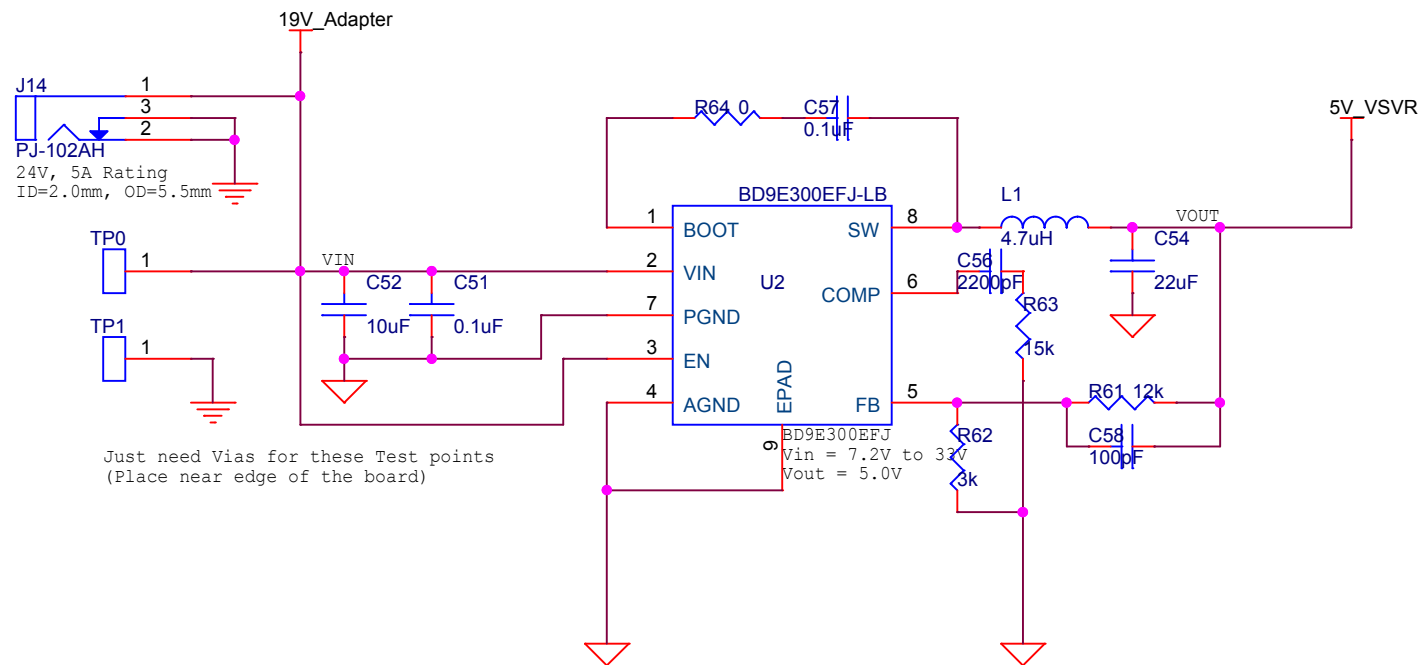 19V_Adapter
J14
1
3
2
PJ-102AH
24V, 5A Rating
ID=2.0mm, OD=5.5mm
TP0
1
TP1
1
Just need Vias for these Test points
(Place near edge of the board)
VIN
C52
10uF
C51
0.1uF
R64 0
C57
0.1uF
BD9E300EFJ-LB
U2
1
BOOT
2
VIN
7
PGND
3
EN
4
AGND
EPAD
9
SW
8
COMP
6
FB
5
BD9E300EFJ
Vin = 7.2V to 33V
Vout = 5.0V
L1
4.7uH
C56
2200pF
R63
15k
R62
3k
R61 12k
C58
100pF
VOUT
C54
22uF
5V_VSVR